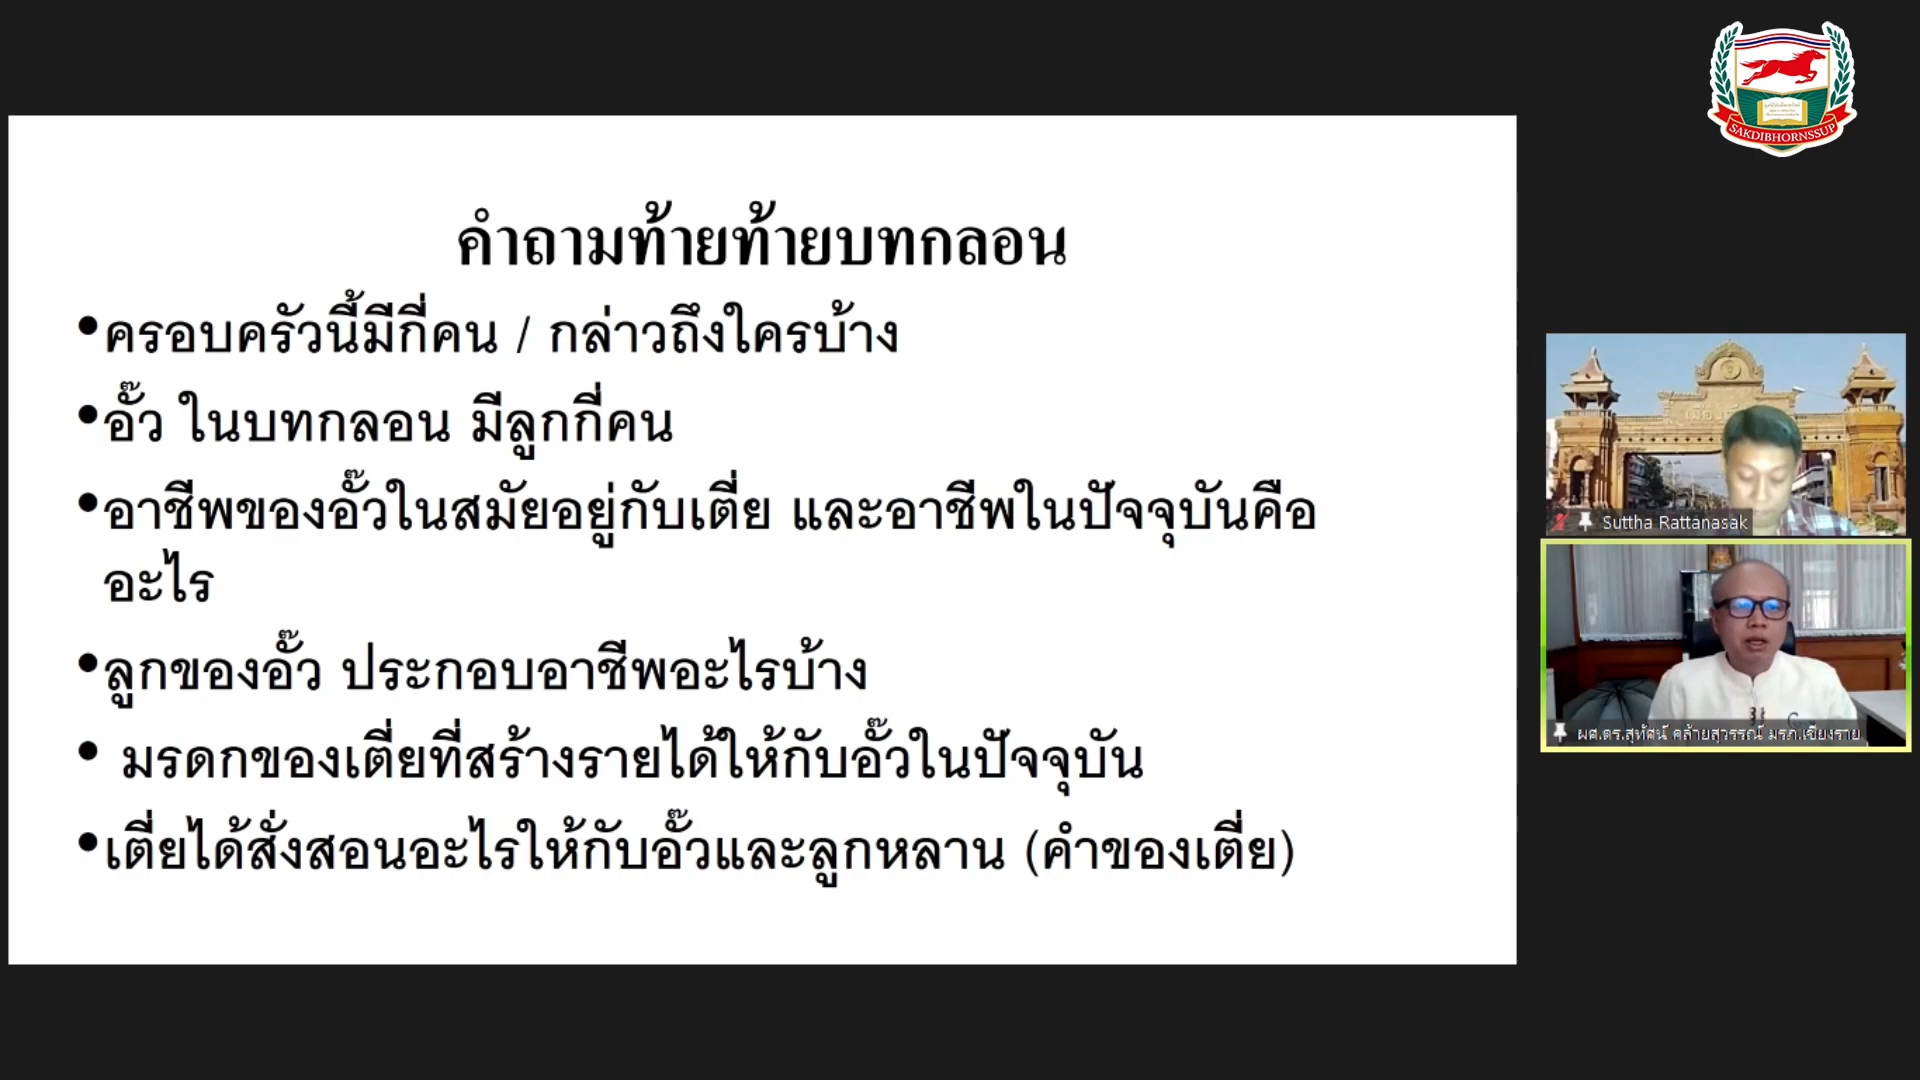 คำถามท้ายท้ายบทกลอน
•ครอบครัวนี้มีกี่คน / กล่าวถึงใครบ้าง
•อั๊ว ในบทกลอน มีลูกกี่คน
•อาชีพของอั๊วในสมัยอยู่กับเตี่ย และอาชีพในปัจจุบันคือ
อะไร
•ลูกของอั๊ว ประกอบอาชีพอะไรบ้าง
• มรดกของเตี่ยที่สร้างรายได้ให้กับอั๊วในปัจจุบัน
•เตี่ยได้สั่งสอนอะไรให้กับอั๊วและลูกหลาน (คำของเตี่ย)
SAKDIBHORNSSUP
Suttha Rattanasak
ผศ.ดร.สุทัศน์ คล้ายสุวรรณ์ มรภ.เชียงราย